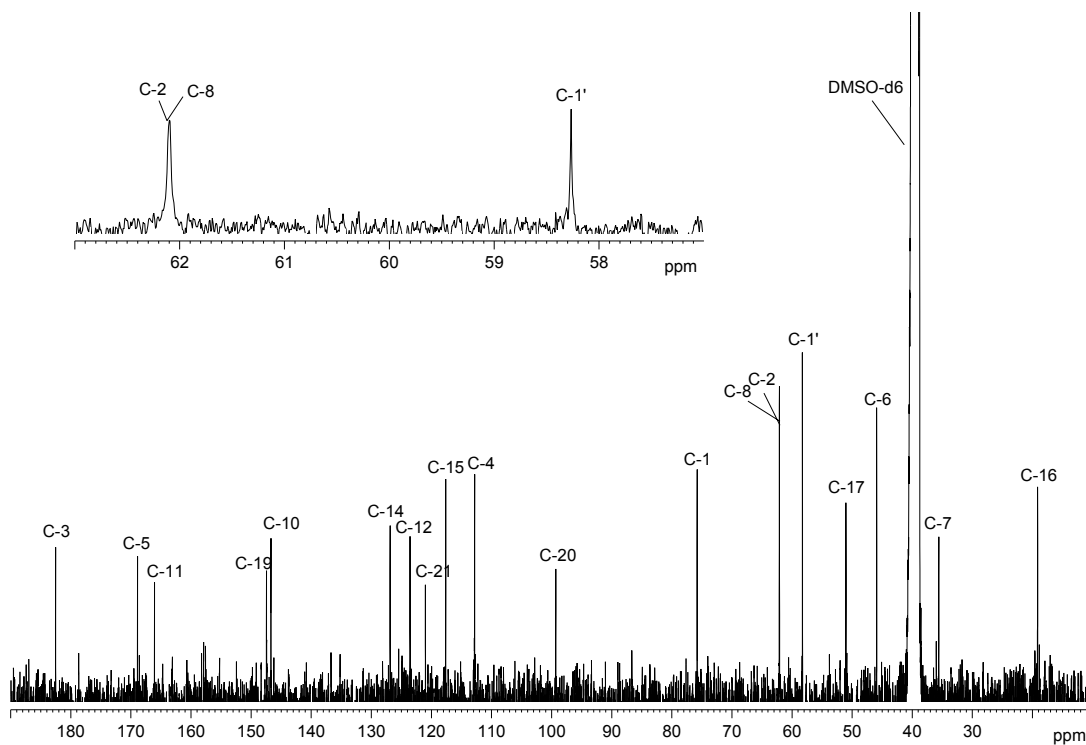 C-2 C-8
C-1'
DMSO-d6
62 61 60 59 58
ppm
C-1'
C-2
C-8
C-6
C-15
C-4
C-1
C-16
C-17
C-14
C-12
C-3
C-10
C-7
C-5
C-20
C-19
C-21
C-11
180 170 160 150 140 130 120 110 100 90 80 70 60 50 40 30 ppm